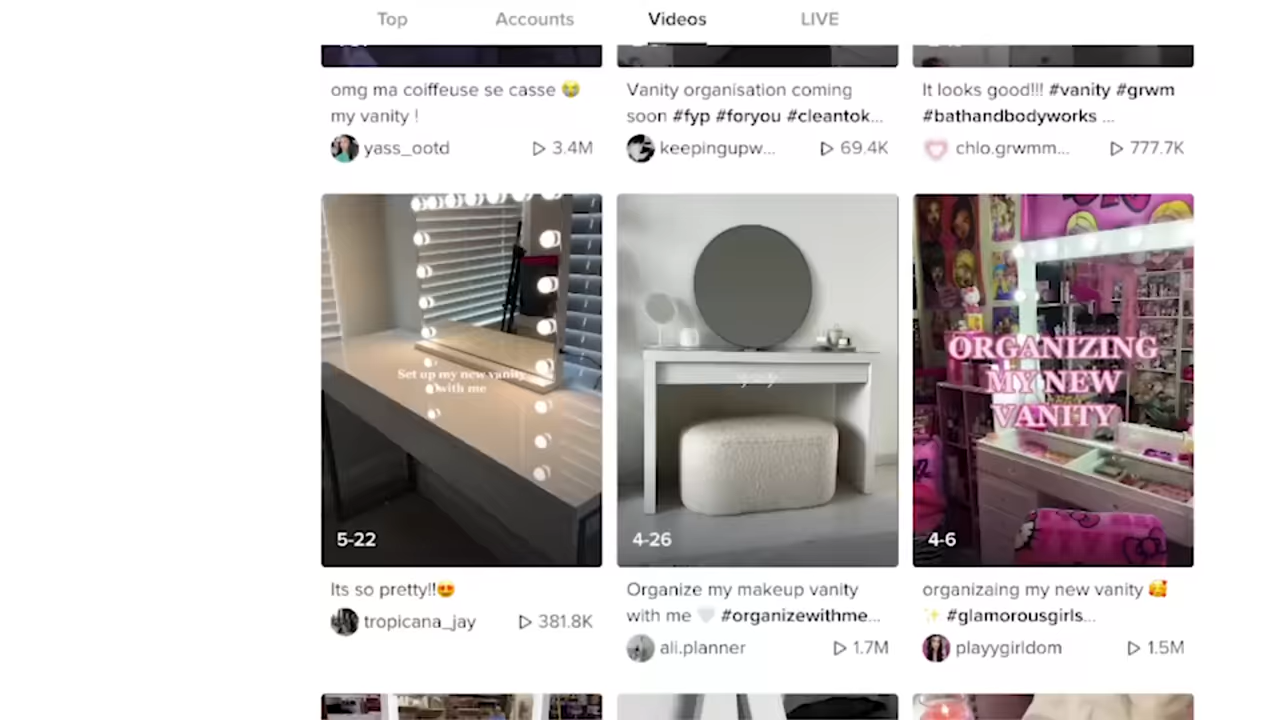 Top
Accounts
Videos
LIVE
omg ma coiffeuse se casse 😭
my vanity !
yass_ootd
3.4M
Vanity organisation coming
soon #fyp #foryou #cleantok...
keepingupw...
69.4K
It looks good!!! #vanity #grwm
#bathandbodyworks ...
chlo.grwmm...
777.7K
Set up my new vanity
with me
5-22
4-26
ORGANIZING
MY NEW
VANITY
4-6
Its so pretty!!😍
tropicana_jay
381.8K
Organize my makeup vanity
with me 🤍 #organizewithme...
ali.planner
1.7M
organizaing my new vanity 🥰
✨ #glamorousgirls...
playygirldom
1.5M